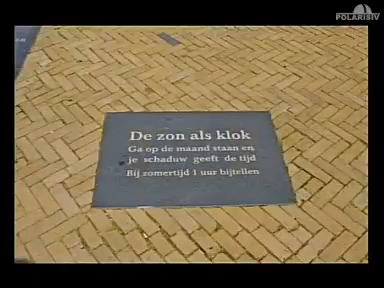 POLARISTV
De zon als klok
Ga op de maand staan en
je schaduw geeft de tijd
Bij zomertijd 1 uur bijtellen